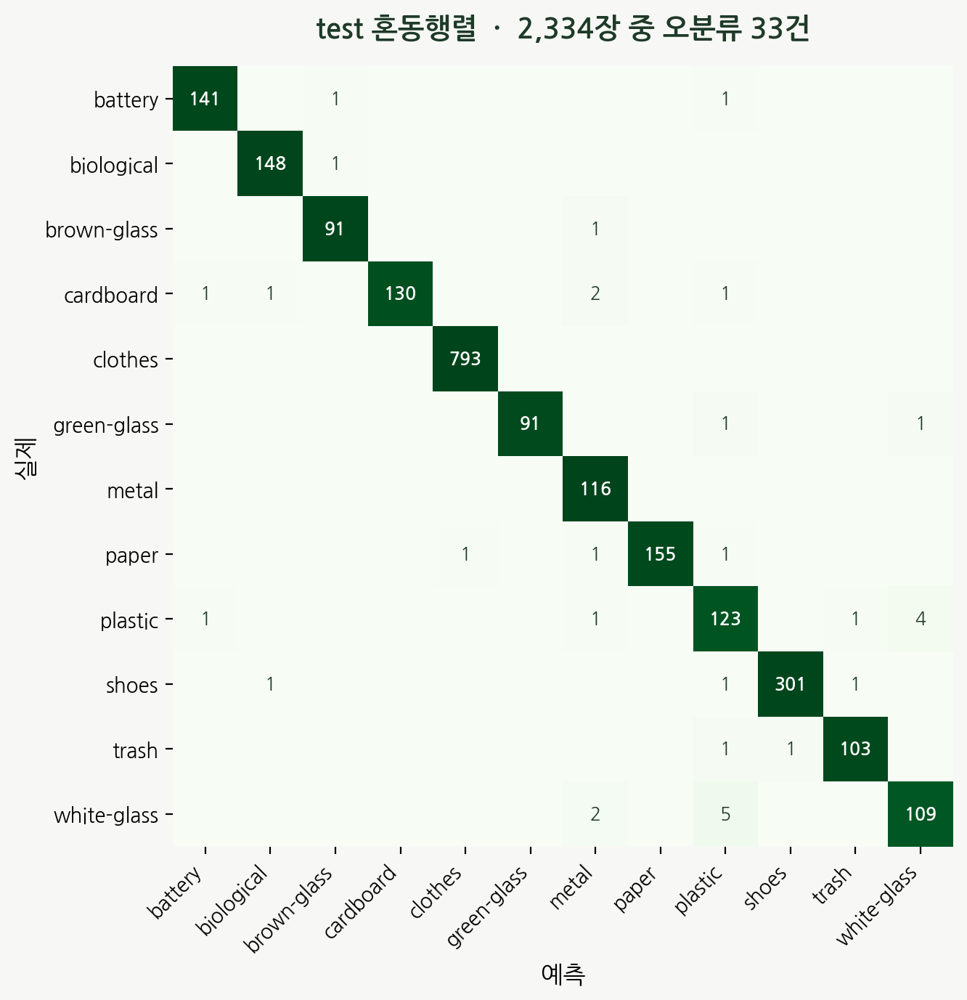 test 혼동행렬 · 2,334장 중 오분류 33건
battery 141 1 1
biological 148 1
brown-glass 91 1
cardboard 1 1 130 2 1
clothes 793
green-glass 91 1 1
metal 116
paper 1 1 155 1
plastic 1 1 123 1 4
shoes 1 1 301 1
trash 1 1 103
white-glass 2 5 109
실제
battery biological brown-glass cardboard clothes green-glass metal paper plastic shoes trash white-glass
예측